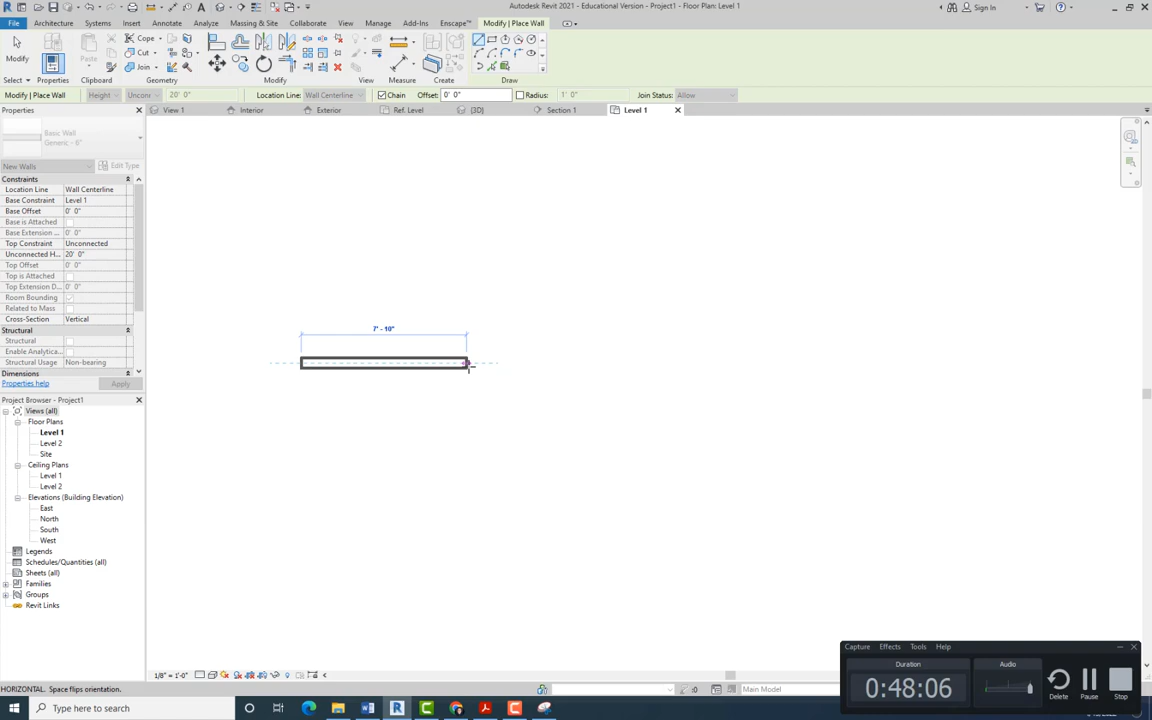 Autodesk Revit 2021 - Educational Version - Project1 - Floor Plan: Level 1
Sign In
File Architecture Structure Steel Precast Systems Insert Annotate Analyze Massing & Site Collaborate View Manage Add-Ins Enscape™ Modify | Place Wall
Modify Paste Cope Cut Join
Select Properties Clipboard Geometry Modify View Measure Create Draw
Modify | Place Wall Height Unconr 20' 0" Location Line: Wall Centerline Chain Offset: 0' 0" Radius: 1' 0" Join Status: Allow
Properties
View 1 Interior Exterior Ref. Level {3D} Section 1 Level 1
Basic Wall
Generic - 6"
New Walls Edit Type
Constraints
Location Line Wall Centerline
Base Constraint Level 1
Base Offset 0' 0"
Base is Attached
Base Extension ... 0' 0"
Top Constraint Unconnected
Unconnected H... 20' 0"
Top Offset 0' 0"
Top is Attached
Top Extension D... 0' 0"
Room Bounding
Related to Mass
Cross-Section Vertical
Structural
Structural
Enable Analytica...
Structural Usage Non-bearing
Dimensions
Properties help Apply
7' - 10"
Project Browser - Project1
Views (all)
Floor Plans
Level 1
Level 2
Site
Ceiling Plans
Level 1
Level 2
Elevations (Building Elevation)
East
North
South
West
Legends
Schedules/Quantities (all)
Sheets (all)
Families
Groups
Revit Links
Capture Effects Tools Help
Duration Audio
0:48:06
Delete Pause Stop
1/8" = 1'-0"
HORIZONTAL. Space flips orientation.
:0 Main Model
Type here to search